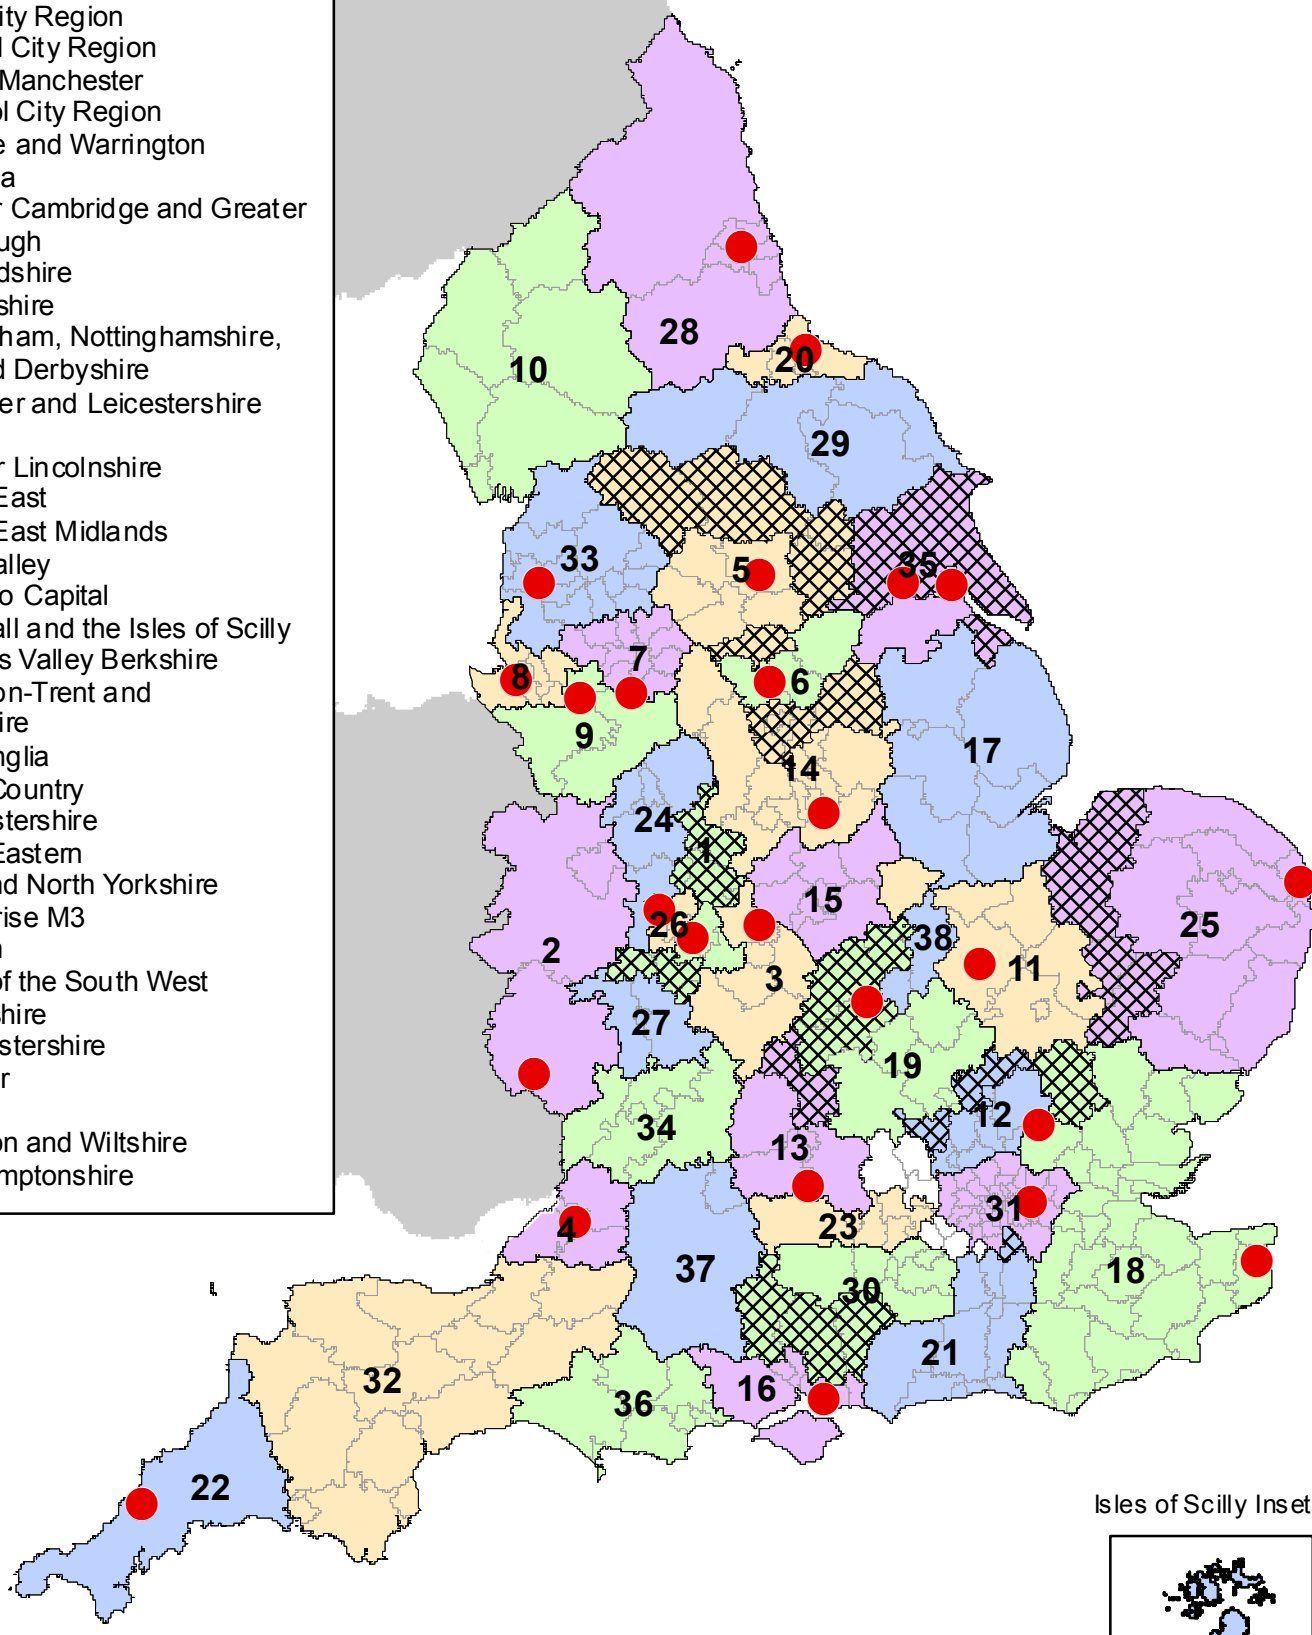 ity Region
l City Region
Manchester
ol City Region
e and Warrington
a
r Cambridge and Greater
ugh
dshire
shire
ham, Nottinghamshire,
d Derbyshire
er and Leicestershire
r Lincolnshire
East
East Midlands
alley
o Capital
all and the Isles of Scilly
s Valley Berkshire
on-Trent and
ire
nglia
Country
stershire
Eastern
nd North Yorkshire
rise M3
n
of the South West
shire
stershire
r
on and Wiltshire
mptonshire
28
20
10
29
33
5
35
7
8
6
9
14
17
24
1
15
26
25
38
2
3
11
27
19
12
34
13
31
4
23
37
18
30
21
32
16
36
22
Isles of Scilly Inset